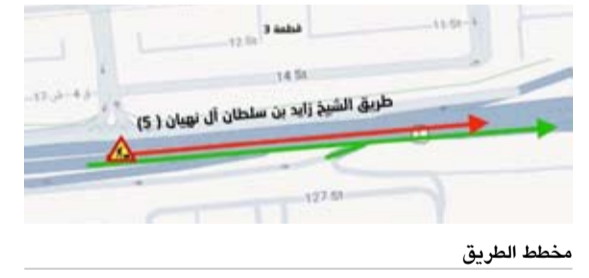 قطعة 3
12 St
11 St
14 St
طريق الشيخ زايد بن سلطان آل نهيان ( 5)
127 St
مخطط الطريق